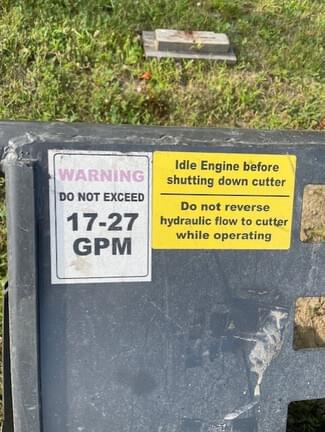 WARNING
DO NOT EXCEED
17-27
GPM
Idle Engine before
shutting down cutter
Do not reverse
hydraulic flow to cutter
while operating